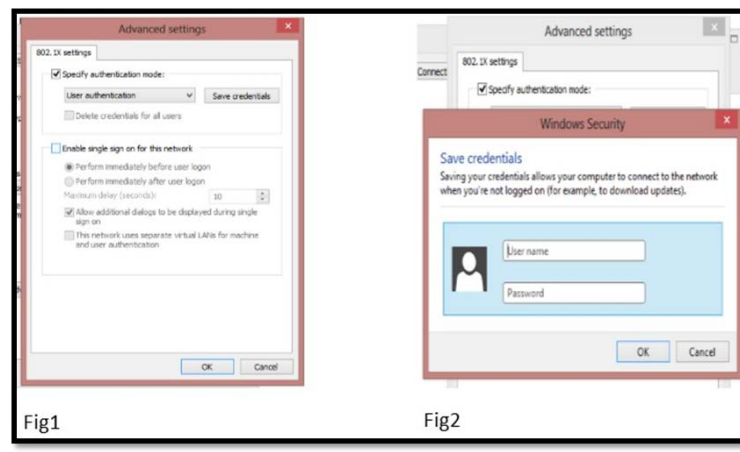 Advanced settings
802.1X settings
Specify authentication mode:
User authentication
Save credentials
Delete credentials for all users
Enable single sign on for this network
Perform immediately before user logon
Perform immediately after user logon
Maximum delay (seconds):
10
Allow additional dialogs to be displayed during single
sign on
This network uses separate virtual LANs for machine
and user authentication
OK
Cancel
Fig1
Advanced settings
Connect
802.1X settings
Specify authentication mode:
Windows Security
Save credentials
Saving your credentials allows your computer to connect to the network
when you're not logged on (for example, to download updates).
User name
Password
OK
Cancel
Fig2